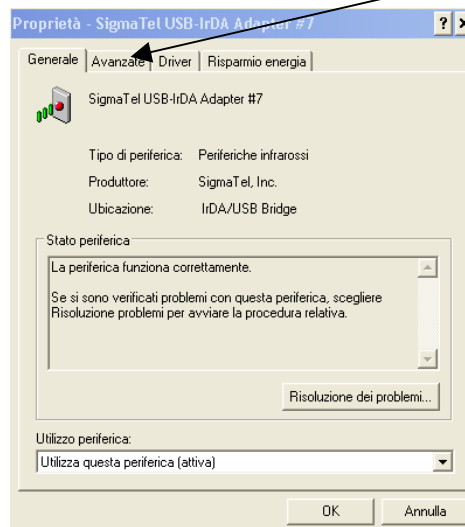 Proprietà - SigmaTel USB-IrDA Adapter #7
Generale Avanzate Driver Risparmio energia
SigmaTel USB-IrDA Adapter #7
Tipo di periferica: Periferiche infrarossi
Produttore: SigmaTel, Inc.
Ubicazione: IrDA/USB Bridge
Stato periferica
La periferica funziona correttamente.
Se si sono verificati problemi con questa periferica, scegliere
Risoluzione problemi per avviare la procedura relativa.
Risoluzione dei problemi...
Utilizzo periferica:
Utilizza questa periferica (attiva)
OK Annulla